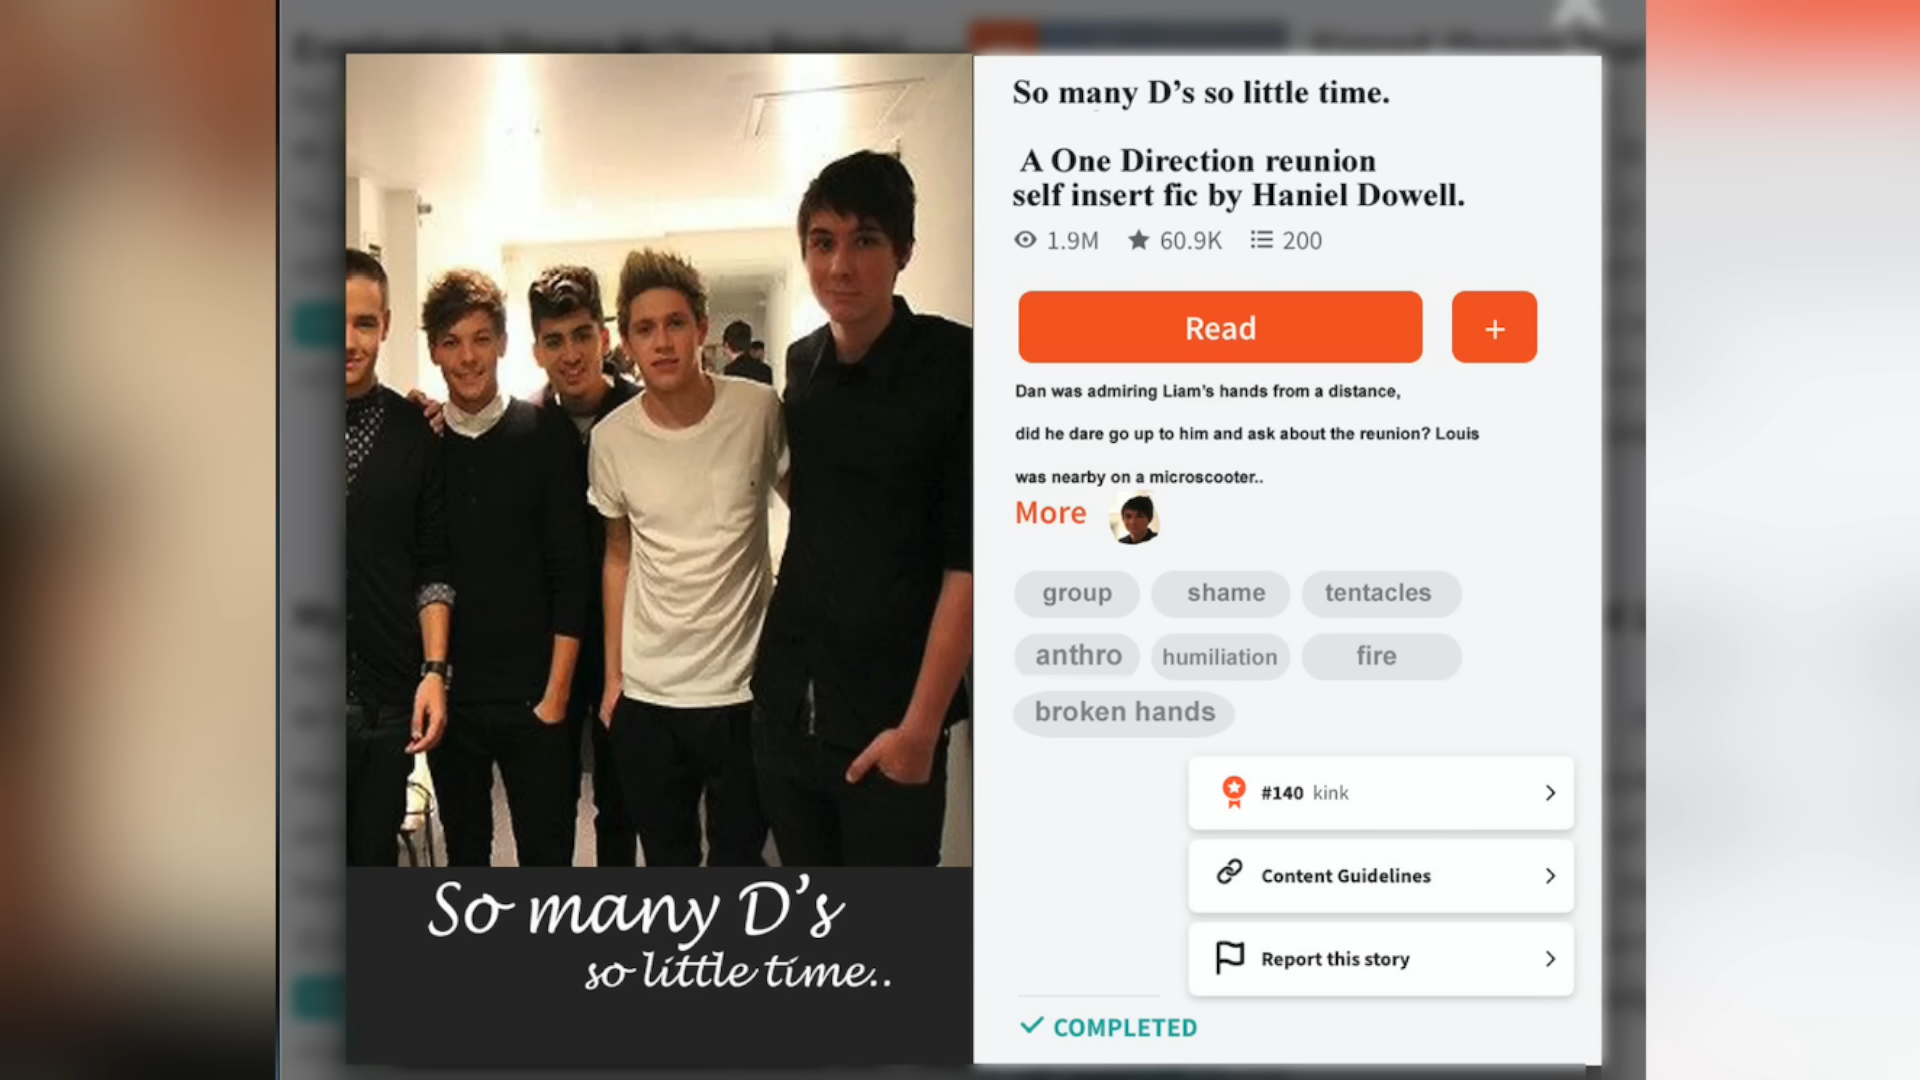 So many D's
so little time..
So many D’s so little time.
A One Direction reunion
self insert fic by Haniel Dowell.
1.9M 60.9K 200
Read +
Dan was admiring Liam’s hands from a distance,
did he dare go up to him and ask about the reunion? Louis
was nearby on a microscooter..
More
group shame tentacles
anthro humiliation fire
broken hands
#140 kink
Content Guidelines
Report this story
COMPLETED